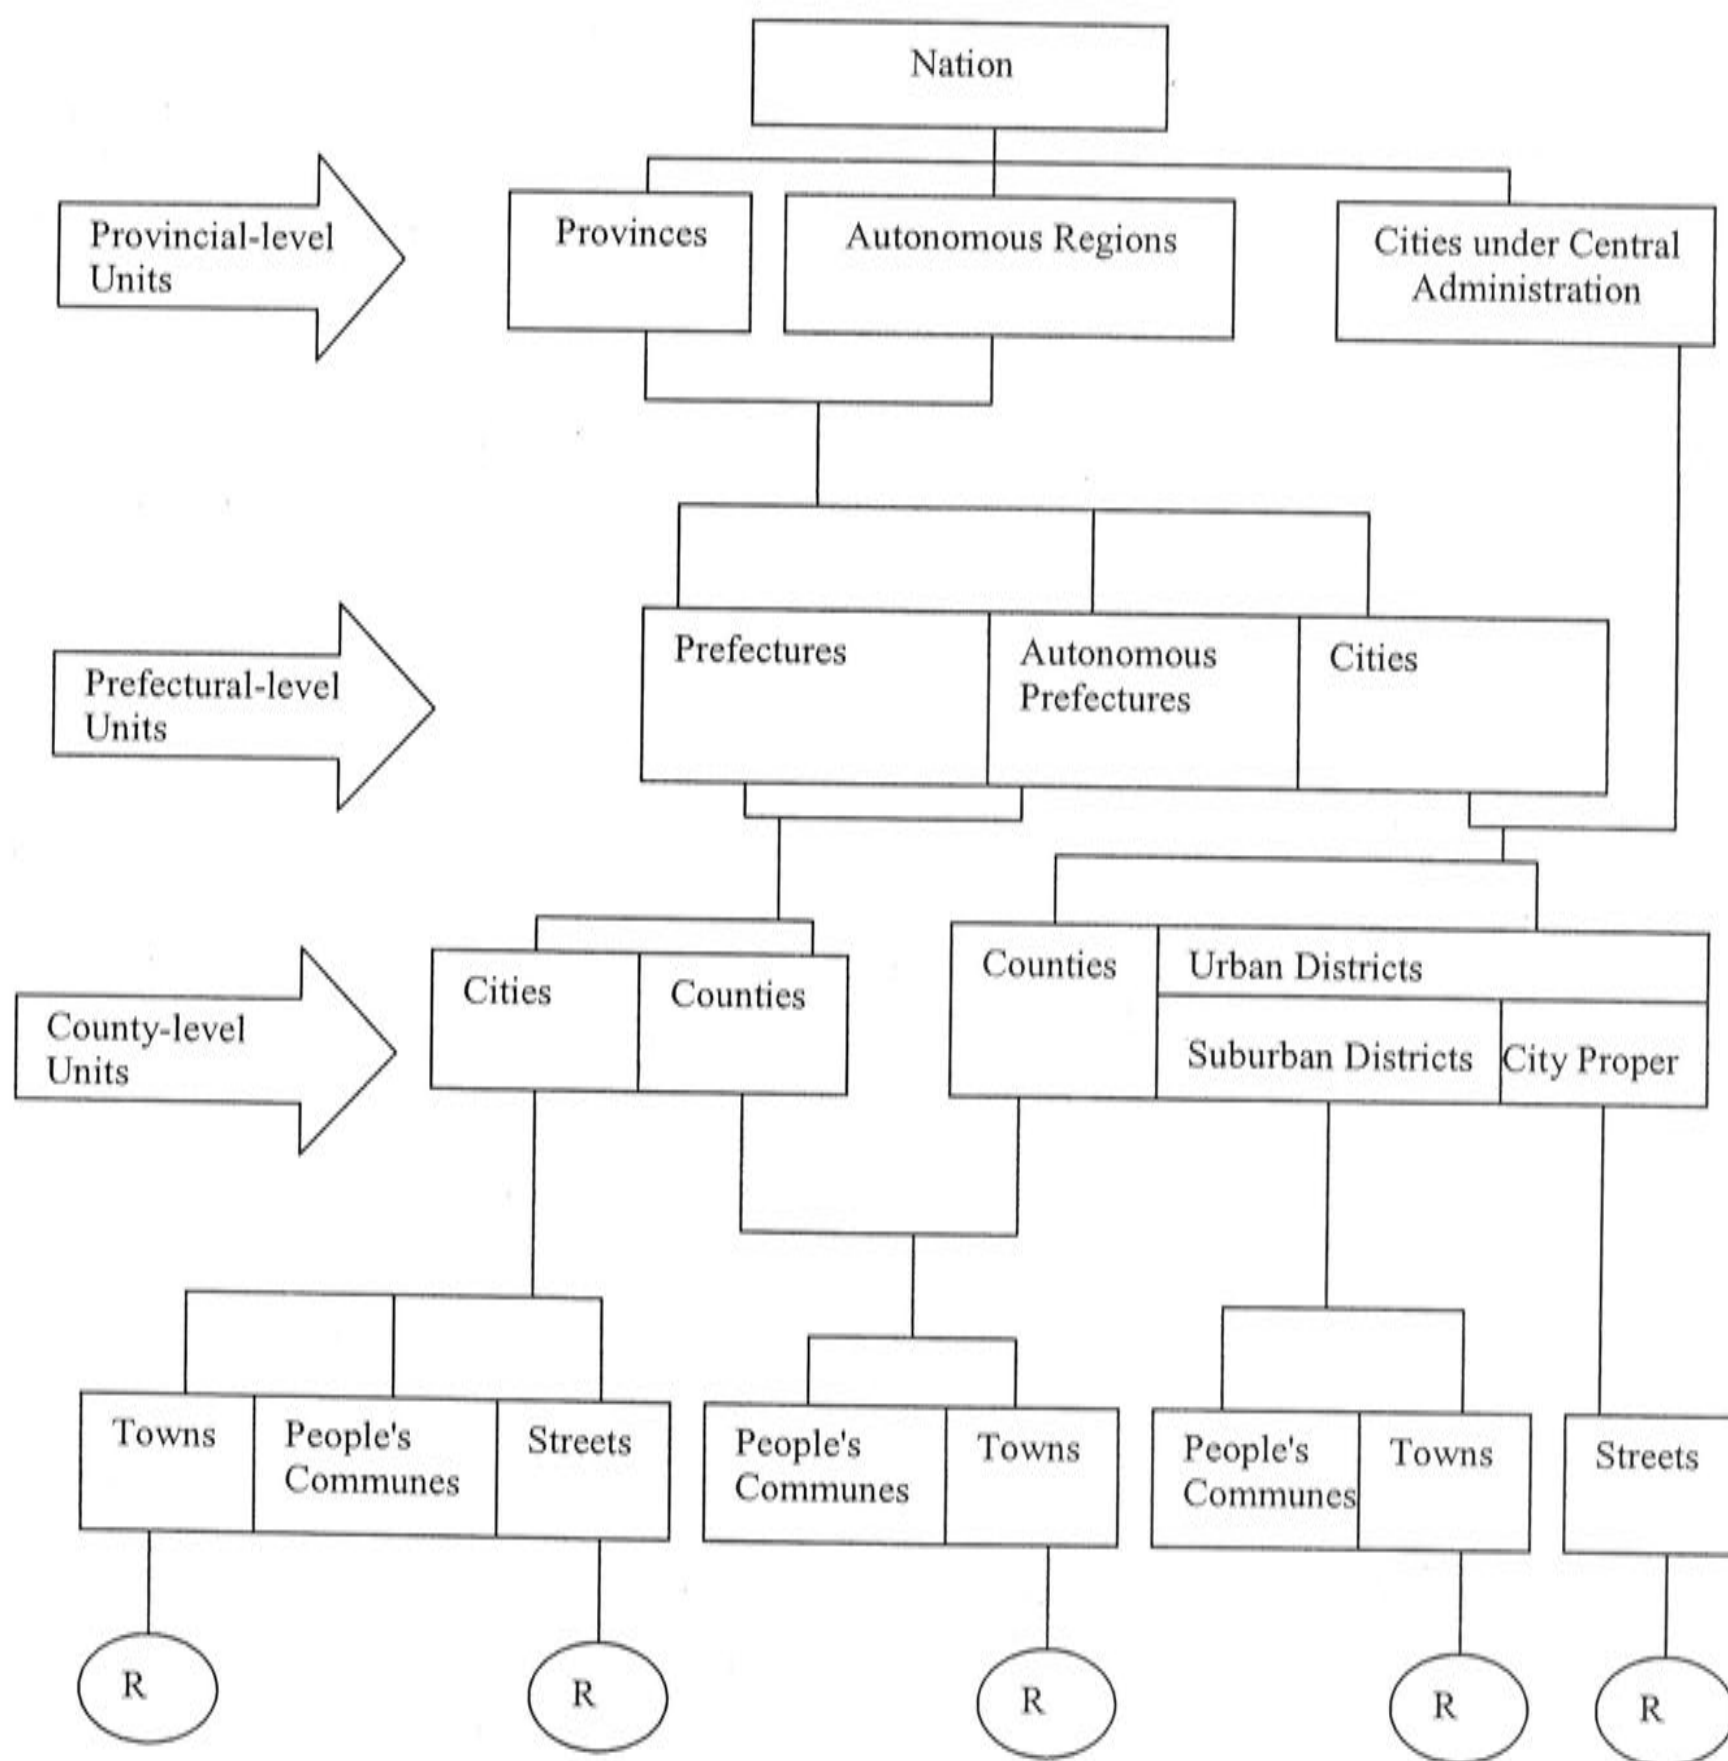 Nation
Provincial-level
Units
Provinces
Autonomous Regions
Cities under Central
Administration
Prefectural-level
Units
Prefectures
Autonomous
Prefectures
Cities
County-level
Units
Cities
Counties
Counties
Urban Districts
Suburban Districts
City Proper
Towns
People's
Communes
Streets
People's
Communes
Towns
People's
Communes
Towns
Streets
R
R
R
R
R